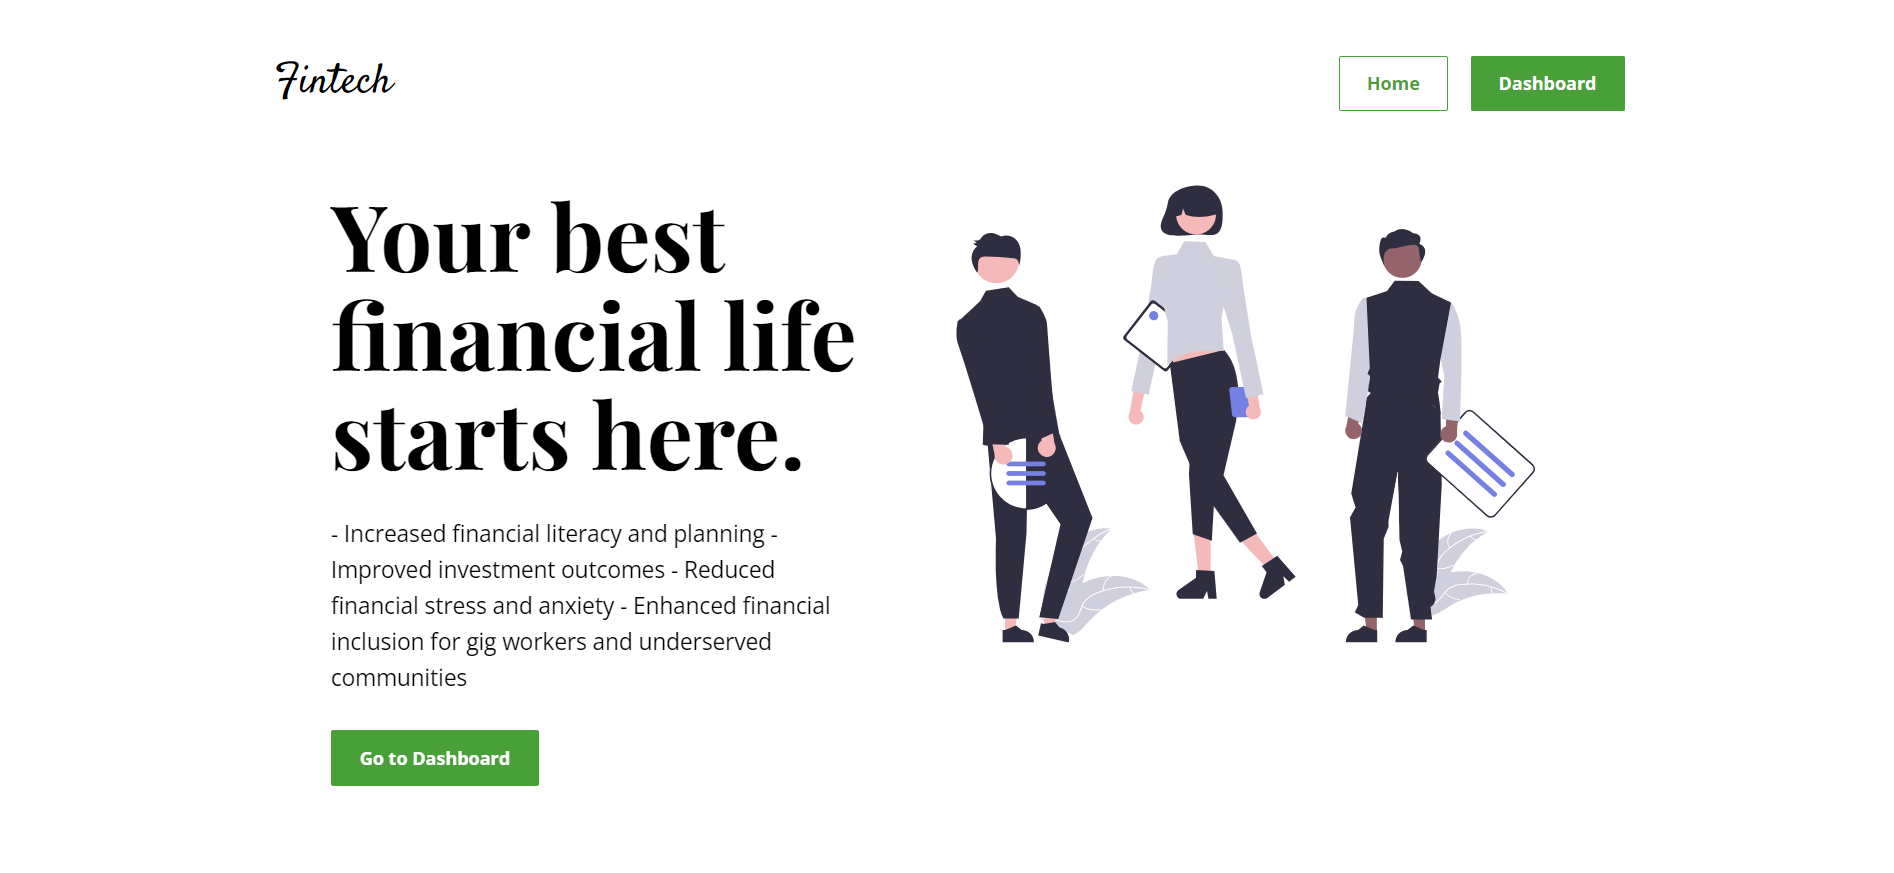 Fintech
Home
Dashboard
Your best
financial life
starts here.
- Increased financial literacy and planning -
Improved investment outcomes - Reduced
financial stress and anxiety - Enhanced financial
inclusion for gig workers and underserved
communities
Go to Dashboard